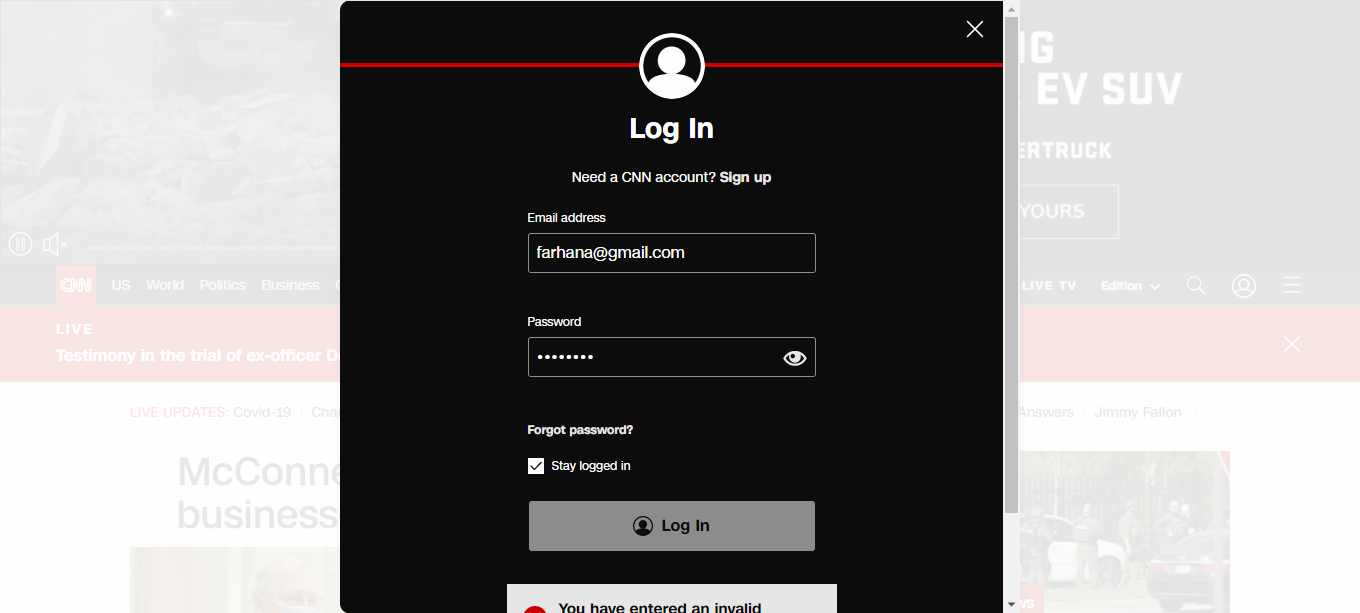 NG
EV SUV
ERTRUCK
YOURS
CNN
US World Politics Business
LIVE TV Edition
LIVE
Testimony in the trial of ex-officer D
LIVE UPDATES: Covid-19
Answers Jimmy Fallon
McConne
business
Log In
Need a CNN account? Sign up
Email address
farhana@gmail.com
Password
••••••••
Forgot password?
Stay logged in
Log In
You have entered an invalid